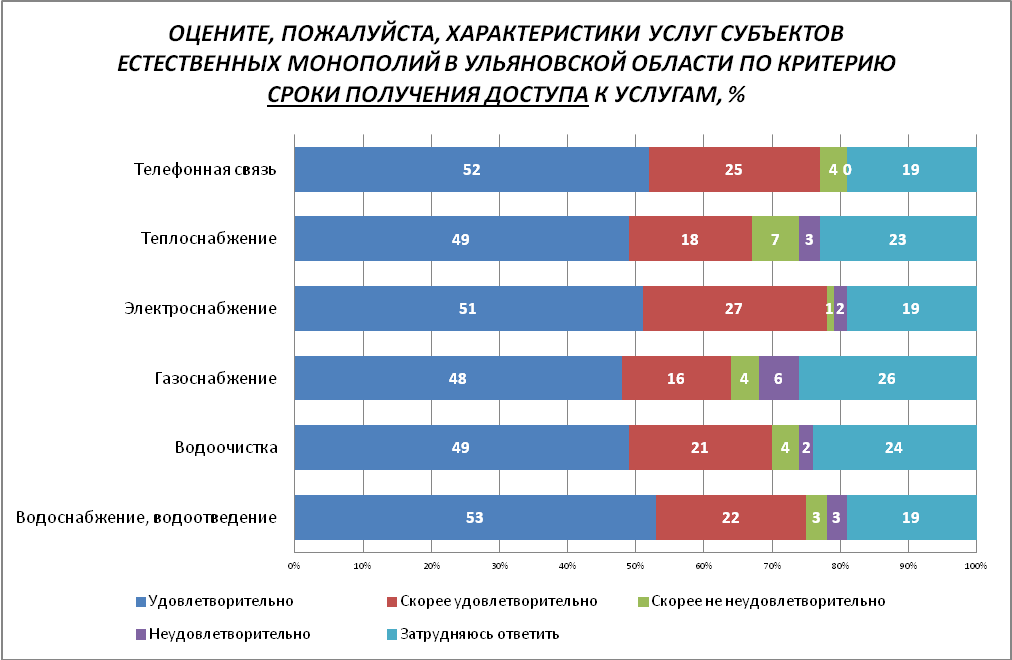 ОЦЕНИТЕ, ПОЖАЛУЙСТА, ХАРАКТЕРИСТИКИ УСЛУГ СУБЪЕКТОВ
ЕСТЕСТВЕННЫХ МОНОПОЛИЙ В УЛЬЯНОВСКОЙ ОБЛАСТИ ПО КРИТЕРИЮ
СРОКИ ПОЛУЧЕНИЯ ДОСТУПА К УСЛУГАМ, %
Телефонная связь 52 25 4 0 19
Теплоснабжение 49 18 7 3 23
Электроснабжение 51 27 1 2 19
Газоснабжение 48 16 4 6 26
Водоочистка 49 21 4 2 24
Водоснабжение, водоотведение 53 22 3 3 19
0% 10% 20% 30% 40% 50% 60% 70% 80% 90% 100%
Удовлетворительно Скорее удовлетворительно Скорее не неудовлетворительно
Неудовлетворительно Затрудняюсь ответить